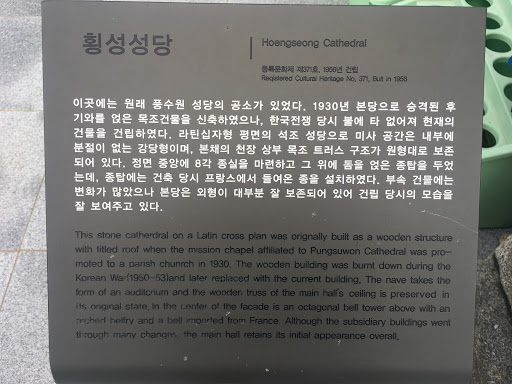 횡성성당
Hoengseong Cathedral
등록문화재 제371호, 1956년 건립
Registered Cultural Heritage No. 371, Built in 1956
이곳에는 원래 풍수원 성당의 공소가 있었다. 1930년 본당으로 승격된 후
기와를 얹은 목조건물을 신축하였으나, 한국전쟁 당시 불에 타 없어져 현재의
건물을 건립하였다. 라틴십자형 평면의 석조 성당으로 미사 공간은 내부에
분절이 없는 강당형이며, 본채의 천장 상부 목조 트러스 구조가 원형대로 보존
되어 있다. 정면 중앙에 8각 종실을 마련하고 그 위에 돔을 얹은 종탑을 두었
는데, 종탑에는 건축 당시 프랑스에서 들여온 종을 설치하였다. 부속 건물에는
변화가 많았으나 본당은 외형이 대부분 잘 보존되어 있어 건립 당시의 모습을
잘 보여주고 있다.
This stone cathedral on a Latin cross plan was orignally built as a wooden structure
with titled roof when the mission chapel affiliated to Pungsuwon Cathedral was pro-
moted to a parish chunrch in 1930. The wooden building was burnt down during the
Korean War(1950-53)and later replaced with the current building. The nave takes the
form of an auditorium and the wooden truss of the main hall's ceiling is preserved in
its original state. In the center of the facade is an octagonal bell tower above with an
arched belfry and a bell imported from France. Although the subsidiary buildings went
through many changes, the main hall retains its initial appearance overall.